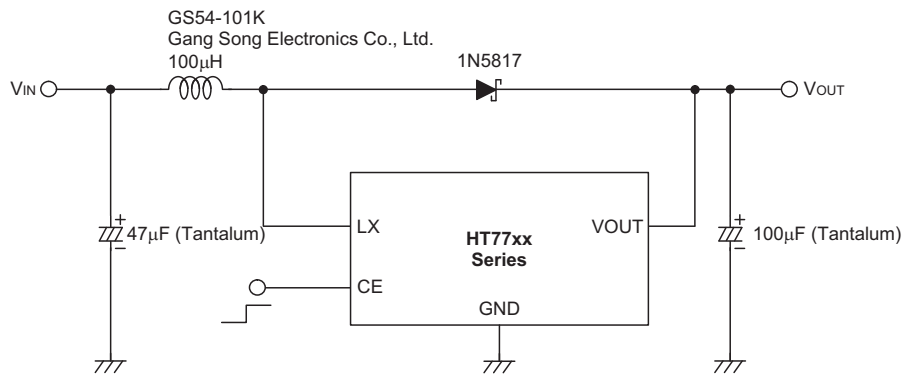 GS54-101K
Gang Song Electronics Co., Ltd.
100μH
1N5817
VIN
VOUT
+
47μF (Tantalum)
−
LX
HT77xx
Series
VOUT
CE
GND
+
100μF (Tantalum)
−